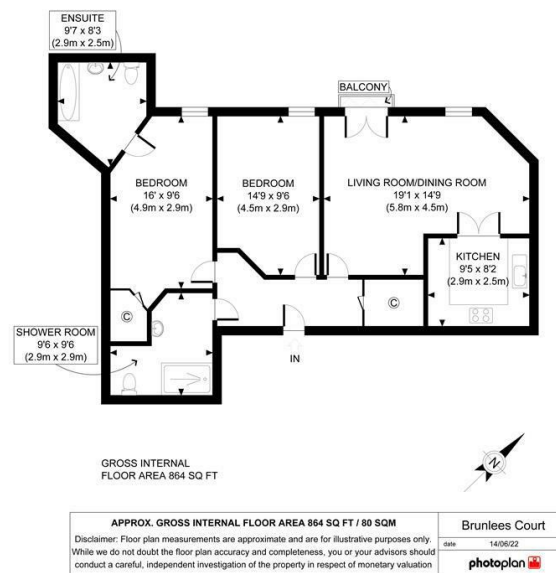 ENSUITE
9'7 x 8'3
(2.9m x 2.5m)
BALCONY
BEDROOM
16' x 9'6
(4.9m x 2.9m)
BEDROOM
14'9 x 9'6
(4.5m x 2.9m)
LIVING ROOM/DINING ROOM
19'1 x 14'9
(5.8m x 4.5m)
KITCHEN
9'5 x 8'2
(2.9m x 2.5m)
C
C
SHOWER ROOM
9'6 x 9'6
(2.9m x 2.9m)
IN
GROSS INTERNAL
FLOOR AREA 864 SQ FT
N
APPROX. GROSS INTERNAL FLOOR AREA 864 SQ FT / 80 SQM
Disclaimer: Floor plan measurements are approximate and are for illustrative purposes only.
While we do not doubt the floor plan accuracy and completeness, you or your advisors should
conduct a careful, independent investigation of the property in respect of monetary valuation
Brunlees Court
date 14/06/22
photoplan